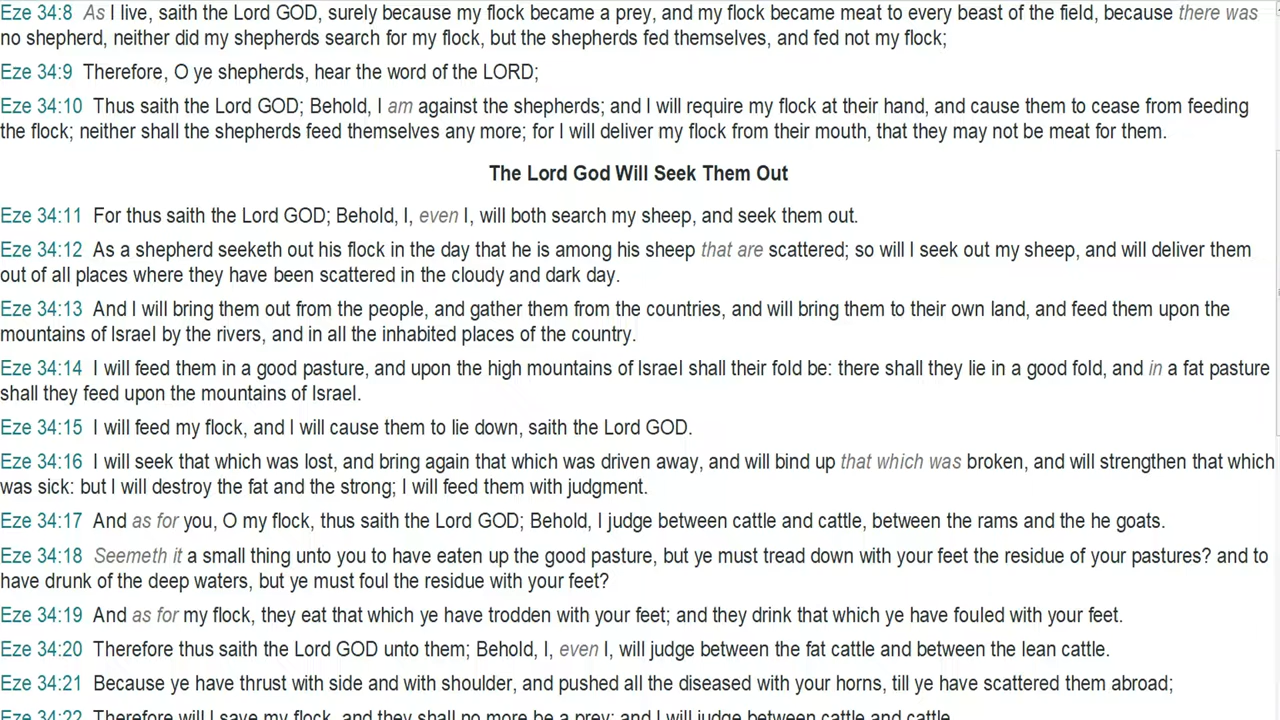 Eze 34:8 As I live, saith the Lord GOD, surely because my flock became a prey, and my flock became meat to every beast of the field, because there was
no shepherd, neither did my shepherds search for my flock, but the shepherds fed themselves, and fed not my flock;
Eze 34:9 Therefore, O ye shepherds, hear the word of the LORD;
Eze 34:10 Thus saith the Lord GOD; Behold, I am against the shepherds; and I will require my flock at their hand, and cause them to cease from feeding
the flock; neither shall the shepherds feed themselves any more; for I will deliver my flock from their mouth, that they may not be meat for them.
The Lord God Will Seek Them Out
Eze 34:11 For thus saith the Lord GOD; Behold, I, even I, will both search my sheep, and seek them out.
Eze 34:12 As a shepherd seeketh out his flock in the day that he is among his sheep that are scattered; so will I seek out my sheep, and will deliver them
out of all places where they have been scattered in the cloudy and dark day.
Eze 34:13 And I will bring them out from the people, and gather them from the countries, and will bring them to their own land, and feed them upon the
mountains of Israel by the rivers, and in all the inhabited places of the country.
Eze 34:14 I will feed them in a good pasture, and upon the high mountains of Israel shall their fold be: there shall they lie in a good fold, and in a fat pasture
shall they feed upon the mountains of Israel.
Eze 34:15 I will feed my flock, and I will cause them to lie down, saith the Lord GOD.
Eze 34:16 I will seek that which was lost, and bring again that which was driven away, and will bind up that which was broken, and will strengthen that which
was sick: but I will destroy the fat and the strong; I will feed them with judgment.
Eze 34:17 And as for you, O my flock, thus saith the Lord GOD; Behold, I judge between cattle and cattle, between the rams and the he goats.
Eze 34:18 Seemeth it a small thing unto you to have eaten up the good pasture, but ye must tread down with your feet the residue of your pastures? and to
have drunk of the deep waters, but ye must foul the residue with your feet?
Eze 34:19 And as for my flock, they eat that which ye have trodden with your feet; and they drink that which ye have fouled with your feet.
Eze 34:20 Therefore thus saith the Lord GOD unto them; Behold, I, even I, will judge between the fat cattle and between the lean cattle.
Eze 34:21 Because ye have thrust with side and with shoulder, and pushed all the diseased with your horns, till ye have scattered them abroad;
Eze 34:22 Therefore will I save my flock, and they shall no more be a prey; and I will judge between cattle and cattle.